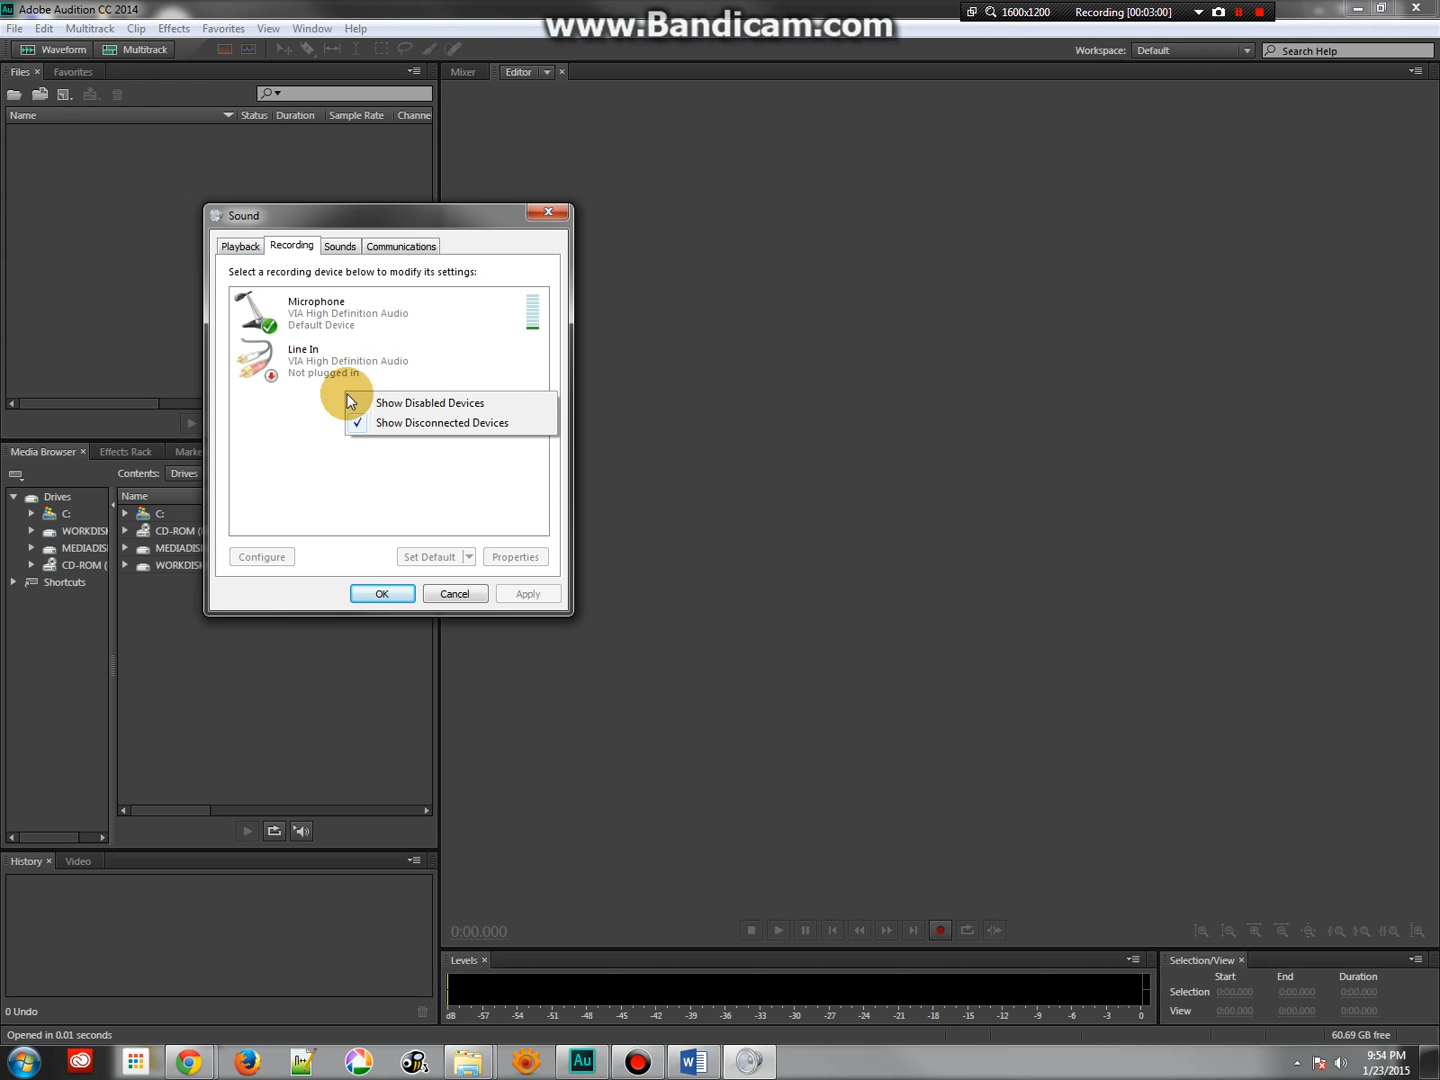 Au Adobe Audition CC 2014
www.Bandicam.com
1600x1200 Recording [00:03:00]
File Edit Multitrack Clip Effects Favorites View Window Help
Waveform Multitrack
Workspace: Default Search Help
Files Favorites
Mixer Editor
Name Status Duration Sample Rate Channe
Sound
Playback Recording Sounds Communications
Select a recording device below to modify its settings:
Microphone
VIA High Definition Audio
Default Device
Line In
VIA High Definition Audio
Not plugged in
Show Disabled Devices
Show Disconnected Devices
Configure Set Default Properties
OK Cancel Apply
Media Browser Effects Rack Marke
Contents: Drives
Drives
C:
WORKDIS
MEDIADIS
CD-ROM (
Shortcuts
Name
C:
CD-ROM (
MEDIADIS
WORKDIS
History Video
0 Undo
0:00.000
Levels
dB -57 -54 -51 -48 -45 -42 -39 -36 -33 -30 -27 -24 -21 -18 -15 -12 -9 -6 -3 0
Selection/View
Start End Duration
Selection 0:00.000 0:00.000 0:00.000
View 0:00.000 0:00.000 0:00.000
Opened in 0.01 seconds
60.69 GB free
Au
9:54 PM
1/23/2015